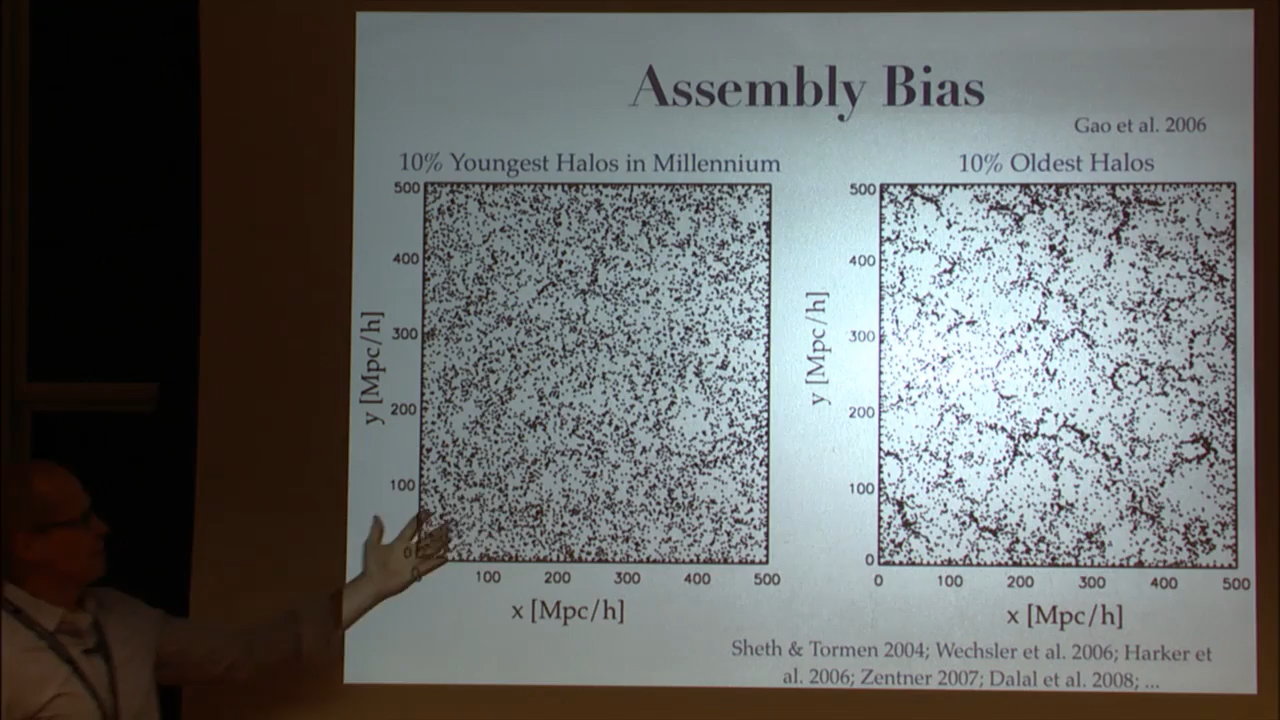 Assembly Bias
Gao et al. 2006
10% Youngest Halos in Millennium
500
400
300
200
100
0
y [Mpc/h]
0 100 200 300 400 500
x [Mpc/h]
10% Oldest Halos
500
400
300
200
100
0
y [Mpc/h]
0 100 200 300 400 500
x [Mpc/h]
Sheth & Tormen 2004; Wechsler et al. 2006; Harker et
al. 2006; Zentner 2007; Dalal et al. 2008; ...